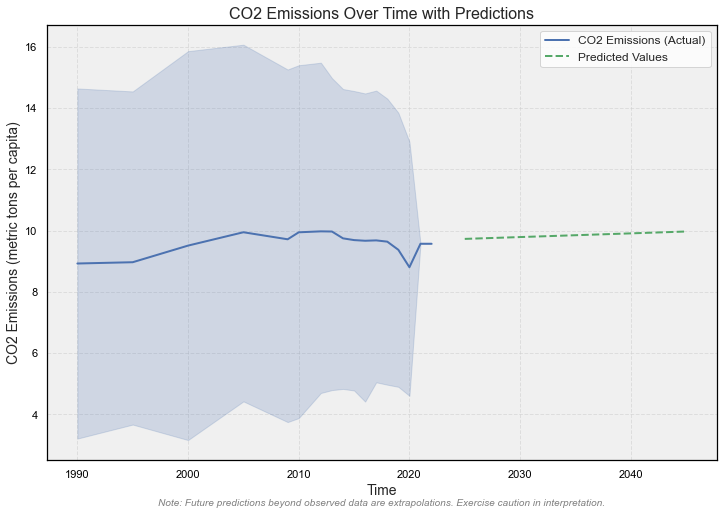 CO2 Emissions Over Time with Predictions
CO2 Emissions (metric tons per capita)
16
14
12
10
8
6
4
CO2 Emissions (Actual)
Predicted Values
1990 2000 2010 2020 2030 2040
Time
Note: Future predictions beyond observed data are extrapolations. Exercise caution in interpretation.